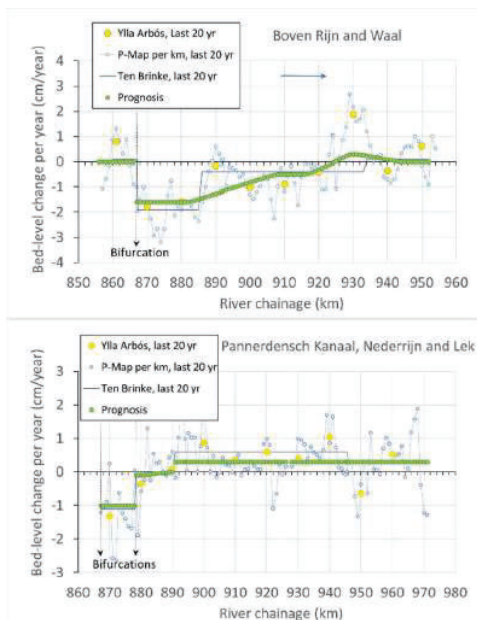 Boven Rijn and Waal
Ylla Arbós, Last 20 yr
P-Map per km, last 20 yr
Ten Brinke, last 20 yr
Prognosis
Bed-level change per year (cm/year)
4
3
2
1
0
-1
-2
-3
-4
Bifurcation
850 860 870 880 890 900 910 920 930 940 950 960
River chainage (km)
Pannerdensch Kanaal, Nederrijn and Lek
Ylla Arbós, last 20 yr
P-Map per km, last 20 yr
Ten Brinke, last 20 yr
Prognosis
Bed-level change per year (cm/year)
3
2
1
0
-1
-2
-3
Bifurcations
860 870 880 890 900 910 920 930 940 950 960 970 980
River chainage (km)